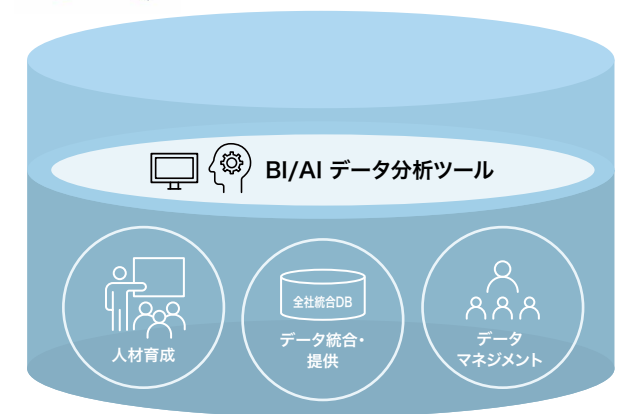 BI/AI データ分析ツール
人材育成
全社統合DB
データ統合・
提供
データ
マネジメント